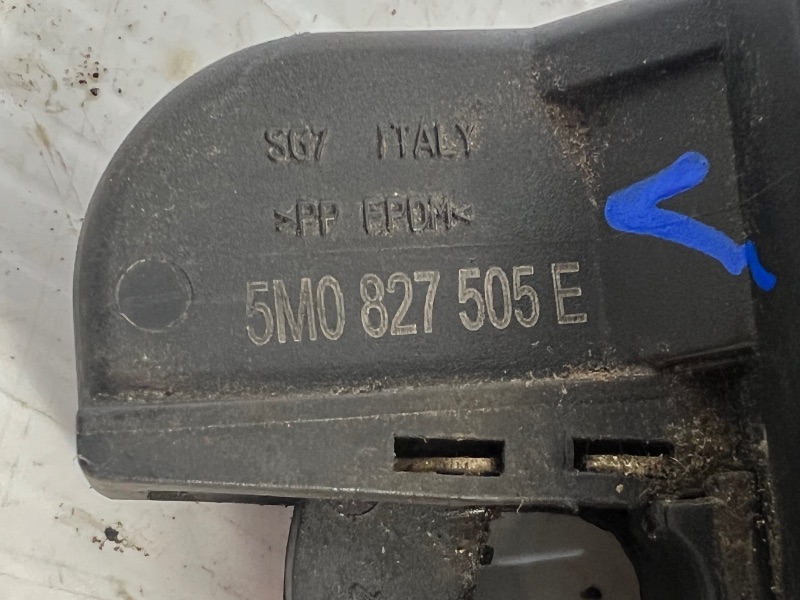 SG7 ITALY
>PP EPDM<
5M0 827 505 E